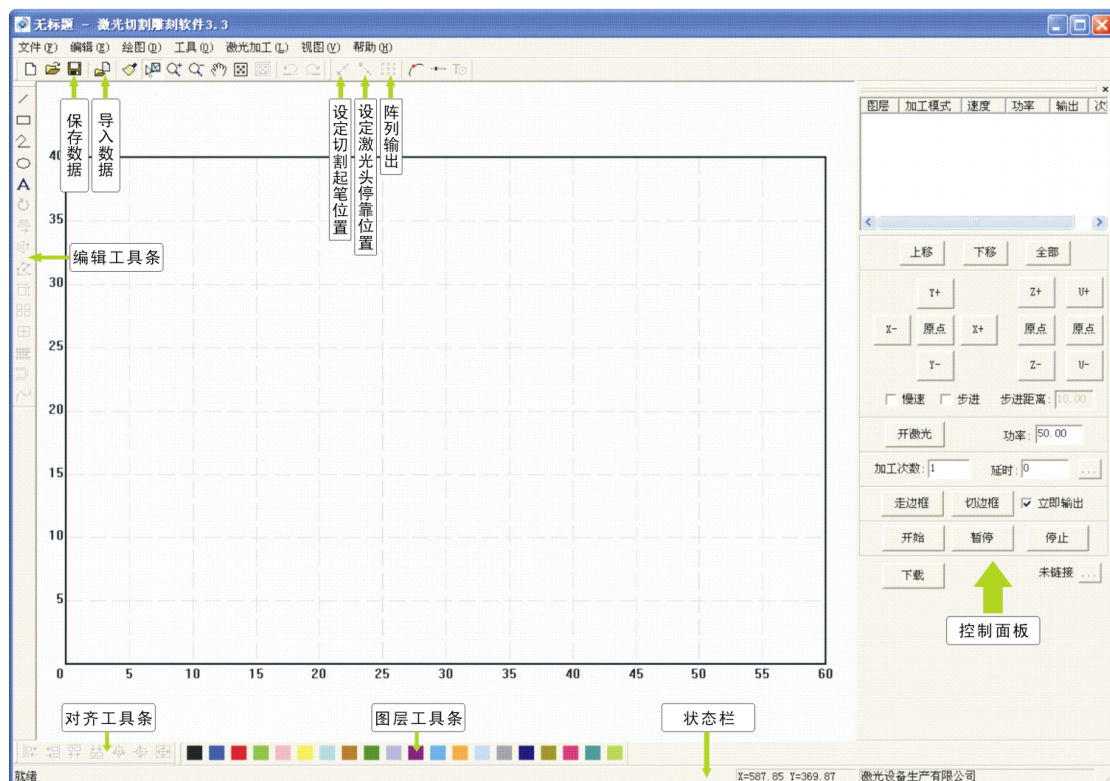 无标题 - 激光切割雕刻软件3.3
文件(F) 编辑(E) 绘图(D) 工具(O) 激光加工(L) 视图(V) 帮助(H)
保存数据
导入数据
设定切割起笔位置
设定激光头停靠位置
阵列输出
编辑工具条
40
35
30
25
20
15
10
5
0 5 10 15 20 25 30 35 40 45 50 55 60
图层 加工模式 速度 功率 输出 次
上移 下移 全部
Y+ Z+ U+
X- 原点 X+ 原点 原点
Y- Z- U-
慢速 步进 步进距离: 10.00
开激光 功率: 50.00
加工次数: 1 延时: 0 ...
走边框 切边框 立即输出
开始 暂停 停止
下载 未链接 ...
控制面板
对齐工具条 图层工具条 状态栏
就绪 X=587.85 Y=369.87 激光设备生产有限公司